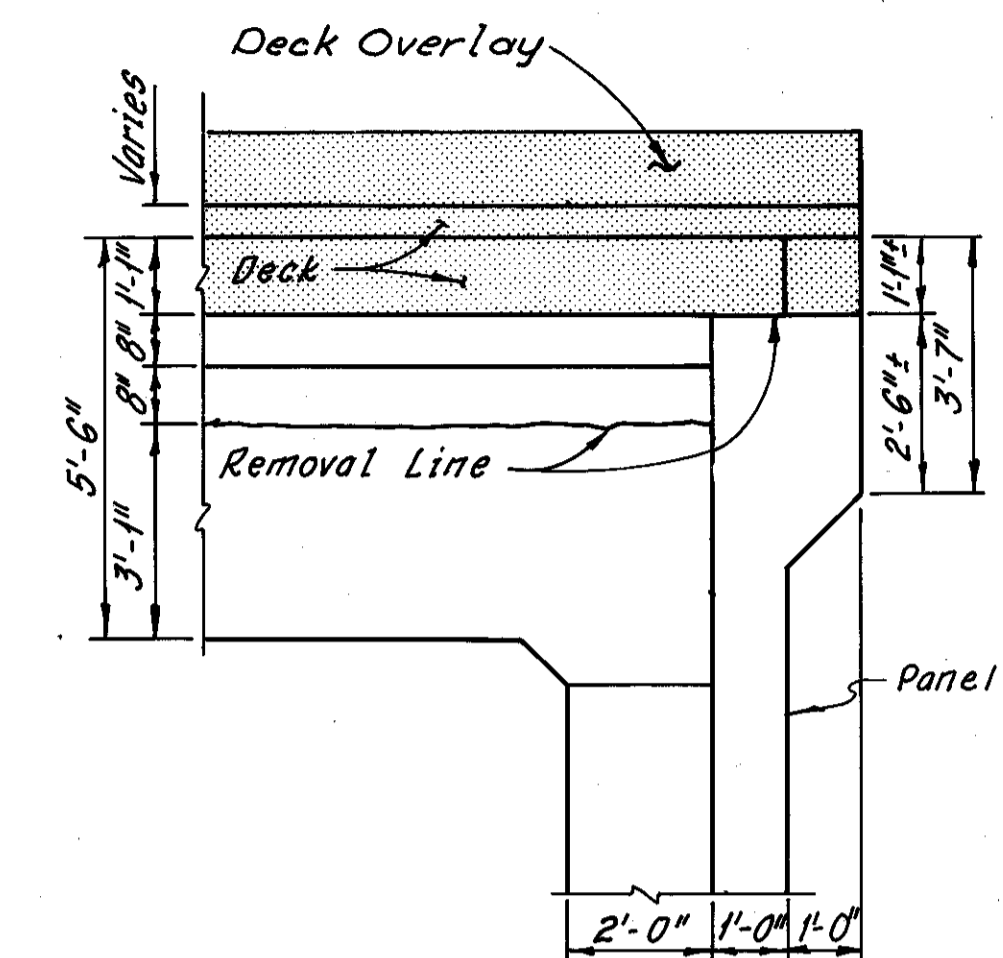 Deck Overlay
Varies
Deck
1'-1"
8"
8"
3'-1"
5'-6"
1'-1"±
2'-6"±
3'-7"
Removal Line
Panel
2'-0"
1'-0"
1'-0"